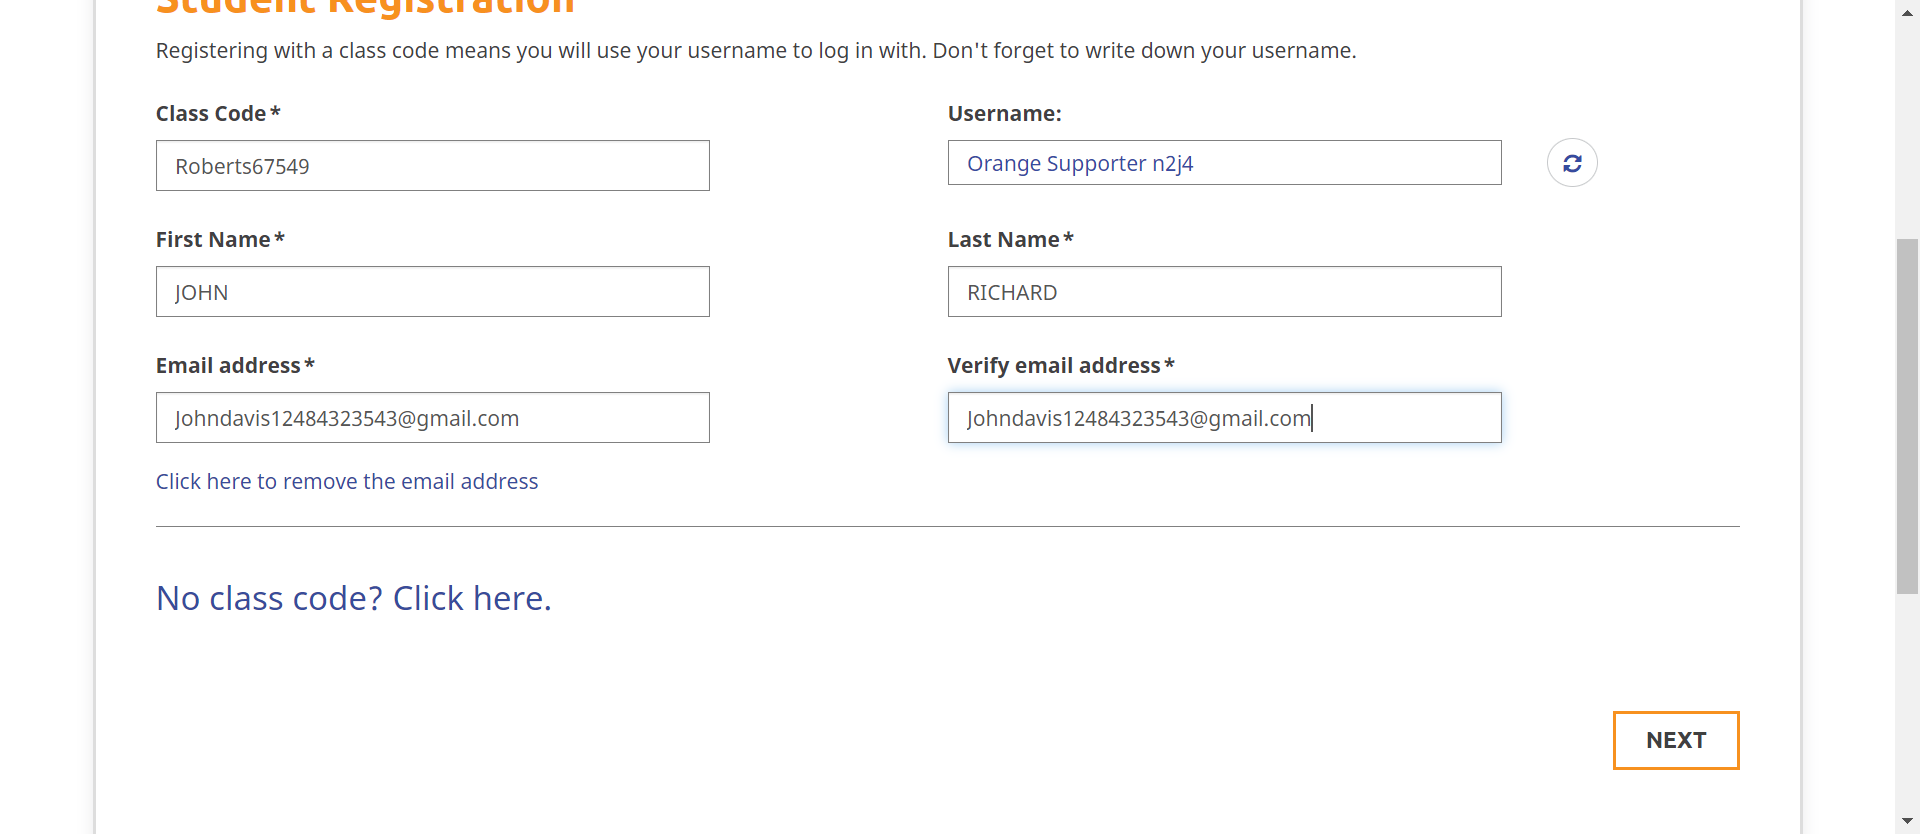 Student Registration
Registering with a class code means you will use your username to log in with. Don't forget to write down your username.
Class Code*
Username:
Roberts67549
Orange Supporter n2j4
First Name*
Last Name*
JOHN
RICHARD
Email address*
Verify email address*
Johndavis12484323543@gmail.com
Johndavis12484323543@gmail.com
Click here to remove the email address
No class code? Click here.
NEXT